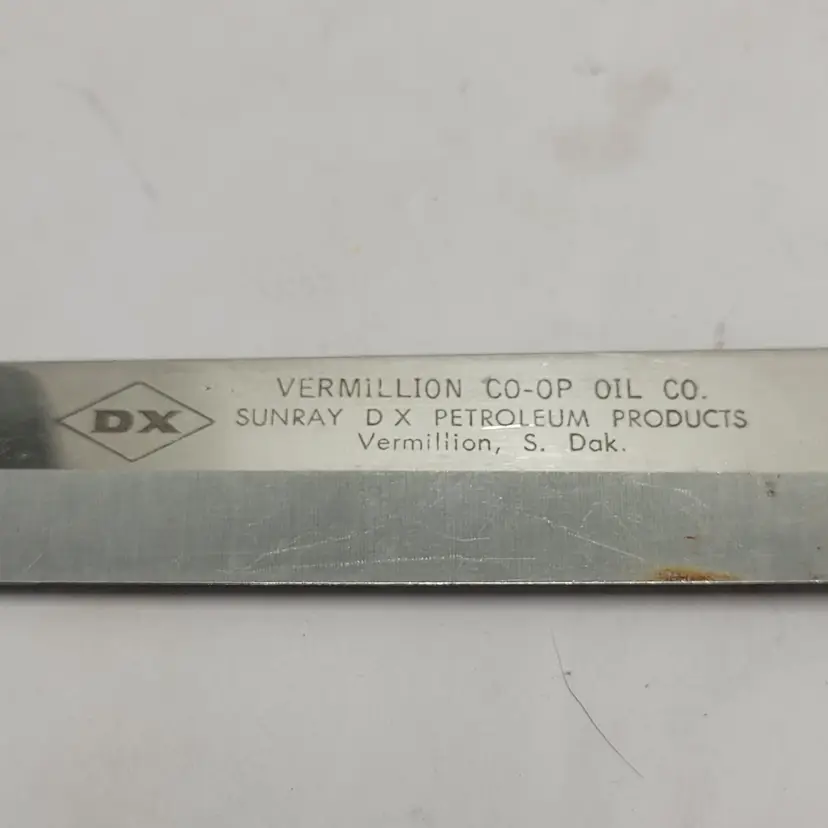 DX
VERMILLION CO-OP OIL CO.
SUNRAY D X PETROLEUM PRODUCTS
Vermillion, S. Dak.